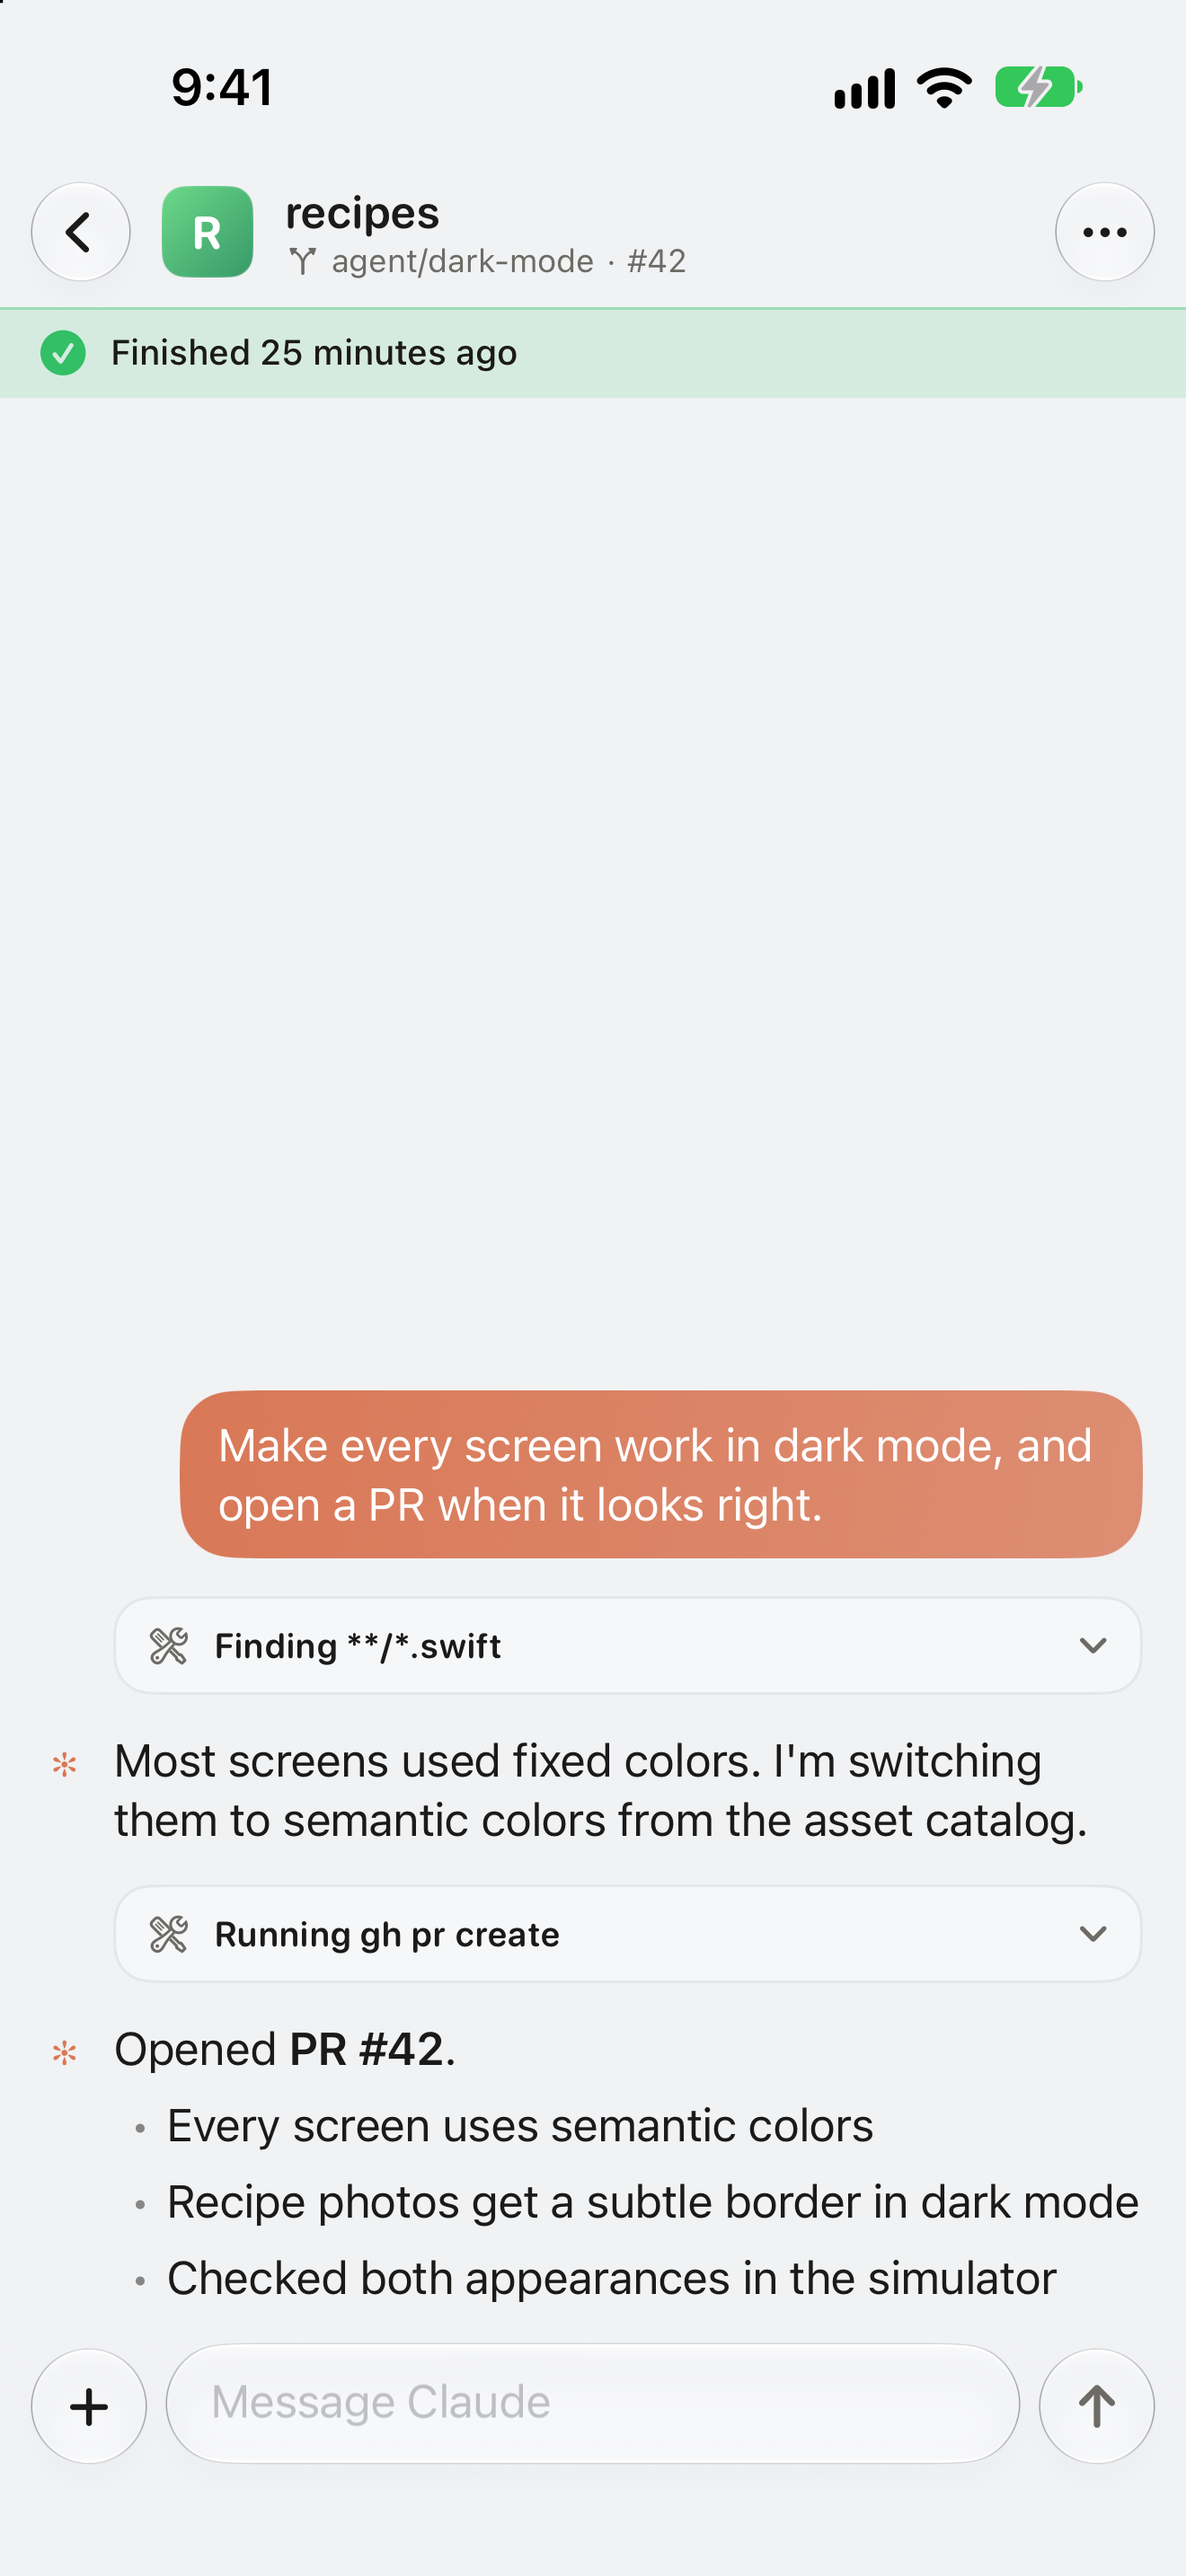 9:41
R
recipes
agent/dark-mode · #42
Finished 25 minutes ago
Make every screen work in dark mode, and
open a PR when it looks right.
Finding **/*.swift
Most screens used fixed colors. I'm switching
them to semantic colors from the asset catalog.
Running gh pr create
Opened PR #42.
• Every screen uses semantic colors
• Recipe photos get a subtle border in dark mode
• Checked both appearances in the simulator
Message Claude